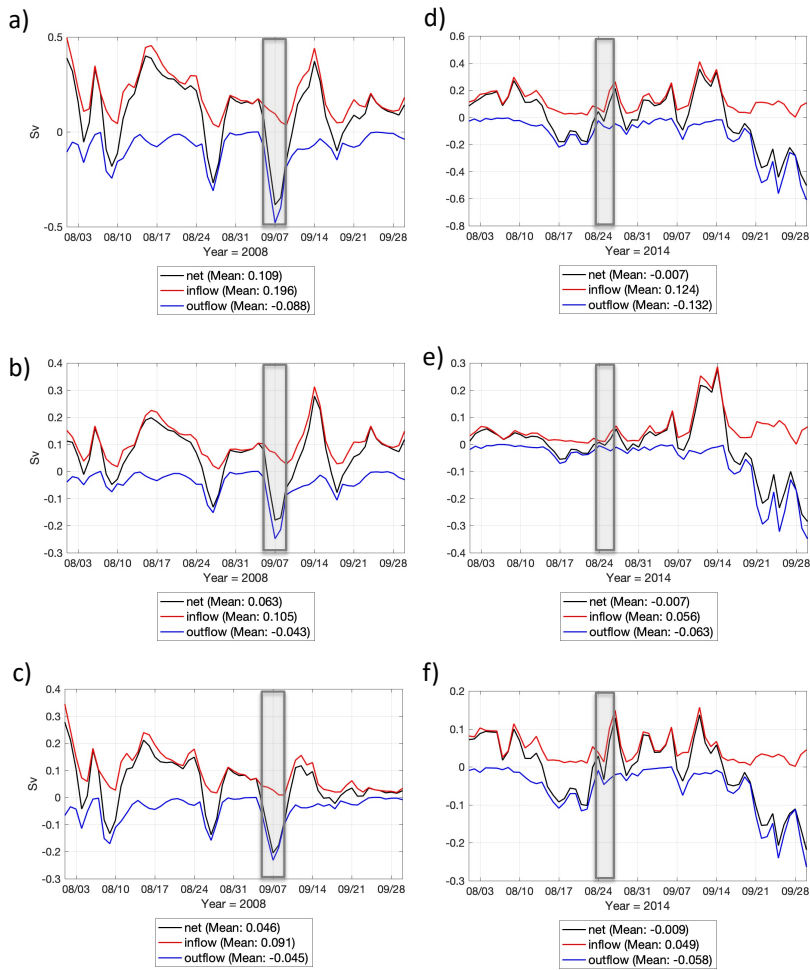 a)
0.5
0
-0.5
Sv
08/03 08/10 08/17 08/24 08/31 09/07 09/14 09/21 09/28
Year = 2008
net (Mean: 0.109)
inflow (Mean: 0.196)
outflow (Mean: -0.088)
d)
0.6
0.4
0.2
0
-0.2
-0.4
-0.6
-0.8
08/03 08/10 08/17 08/24 08/31 09/07 09/14 09/21 09/28
Year = 2014
net (Mean: -0.007)
inflow (Mean: 0.124)
outflow (Mean: -0.132)
b)
0.4
0.3
0.2
0.1
0
-0.1
-0.2
-0.3
Sv
08/03 08/10 08/17 08/24 08/31 09/07 09/14 09/21 09/28
Year = 2008
net (Mean: 0.063)
inflow (Mean: 0.105)
outflow (Mean: -0.043)
e)
0.3
0.2
0.1
0
-0.1
-0.2
-0.3
-0.4
08/03 08/10 08/17 08/24 08/31 09/07 09/14 09/21 09/28
Year = 2014
net (Mean: -0.007)
inflow (Mean: 0.056)
outflow (Mean: -0.063)
c)
0.4
0.3
0.2
0.1
0
-0.1
-0.2
-0.3
Sv
08/03 08/10 08/17 08/24 08/31 09/07 09/14 09/21 09/28
Year = 2008
net (Mean: 0.046)
inflow (Mean: 0.091)
outflow (Mean: -0.045)
f)
0.2
0.1
0
-0.1
-0.2
-0.3
08/03 08/10 08/17 08/24 08/31 09/07 09/14 09/21 09/28
Year = 2014
net (Mean: -0.009)
inflow (Mean: 0.049)
outflow (Mean: -0.058)